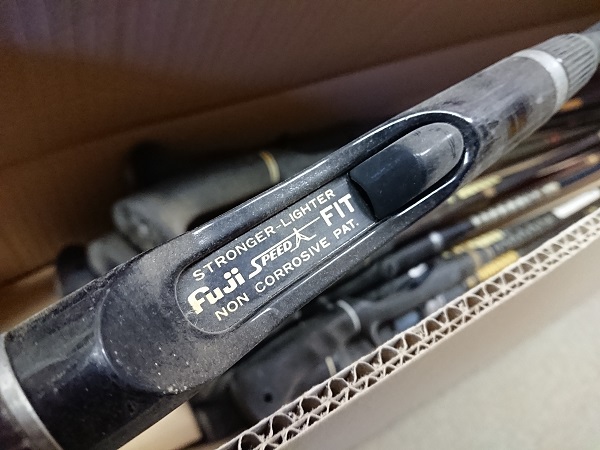 STRONGER-LIGHTER
Fuji SPEED FIT
NON CORROSIVE PAT.